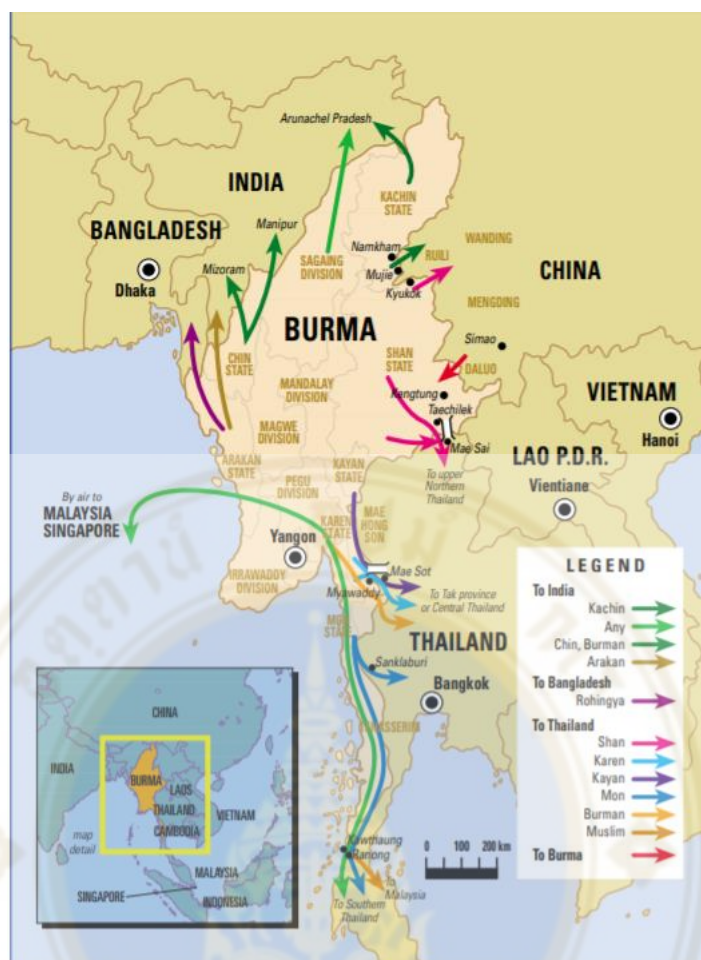 Arunachel Pradesh
INDIA
KACHIN
STATE
Manipur
BANGLADESH
Namkham
WANDING
SAGAING
DIVISION
Mujie
RUILI
Mizoram
Dhaka
Kyukok
CHINA
MENGDING
BURMA
Simao
CHIN
STATE
SHAN
STATE
DALUO
MANDALAY
DIVISION
Kengtung
VIETNAM
Taechilek
MAGWE
DIVISION
Mae Sai
Hanoi
ARAKAN
STATE
KAYAN
STATE
LAO P.D.R.
To upper
Northern
Thailand
Vientiane
PEGU
DIVISION
By air to
MALAYSIA
SINGAPORE
KAREN
STATE
MAE
HONG
SON
Yangon
Mae Sot
IRRAWADDY
DIVISION
Myawaddy
To Tak province
or Central Thailand
STATE
THAILAND
Sanklaburi
Bangkok
Kawthaung
Ranong
0 100 200 km
To Southern
Thailand
To
Malaysia
LEGEND
To India
Kachin
Any
Chin, Burman
Arakan
To Bangladesh
Rohingya
To Thailand
Shan
Karen
Kayan
Mon
Burman
Muslim
To Burma
CHINA
INDIA
BURMA
LAOS
THAILAND
VIETNAM
CAMBODIA
map
detail
MALAYSIA
SINGAPORE
INDONESIA